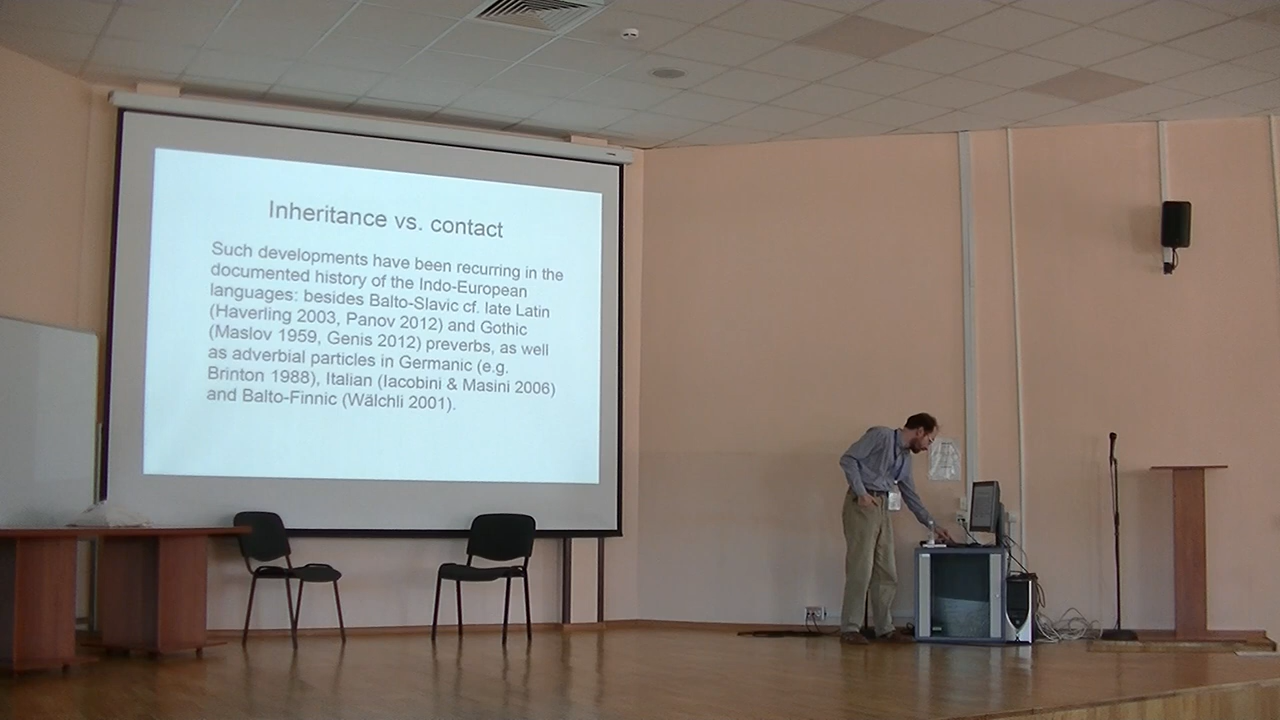 Inheritance vs. contact
Such developments have been recurring in the
documented history of the Indo-European
languages: besides Balto-Slavic cf. late Latin
(Haverling 2003, Panov 2012) and Gothic
(Maslov 1959, Genis 2012) preverbs, as well
as adverbial particles in Germanic (e.g.
Brinton 1988), Italian (Iacobini & Masini 2006)
and Balto-Finnic (Wälchli 2001).